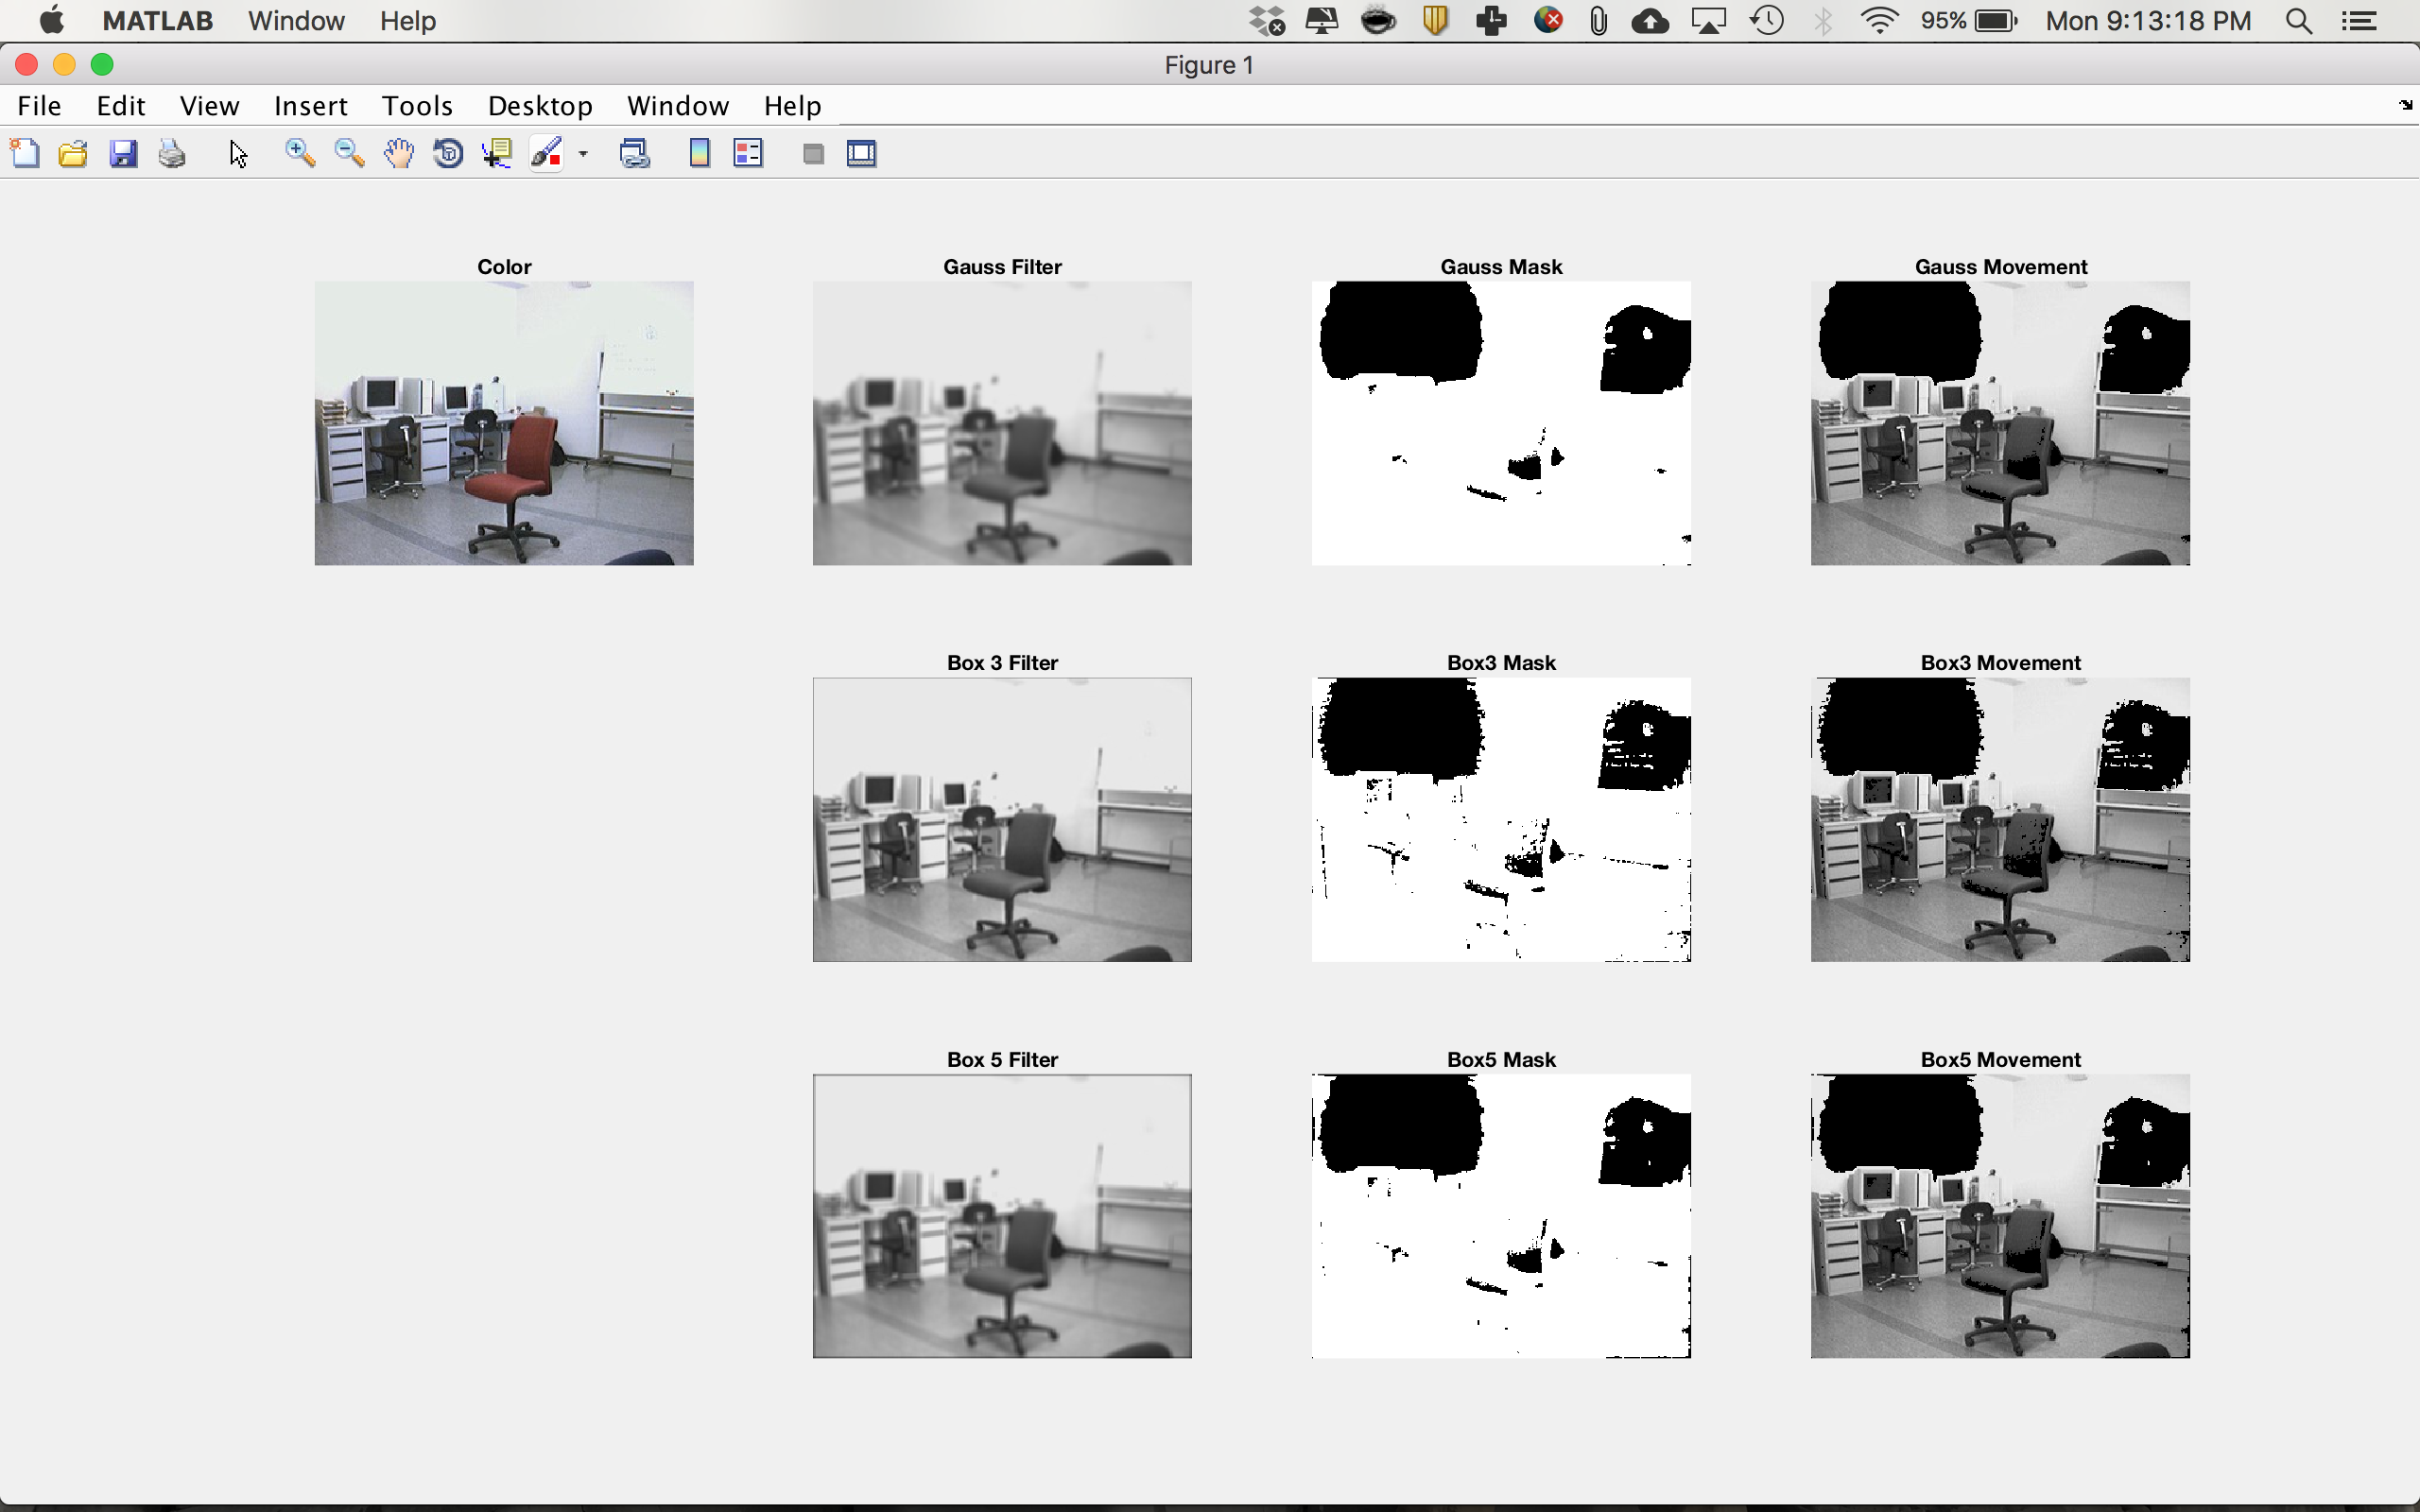 MATLAB Window Help 95% Mon 9:13:18 PM
Figure 1
File Edit View Insert Tools Desktop Window Help
Color Gauss Filter Gauss Mask Gauss Movement
Box 3 Filter Box3 Mask Box3 Movement
Box 5 Filter Box5 Mask Box5 Movement